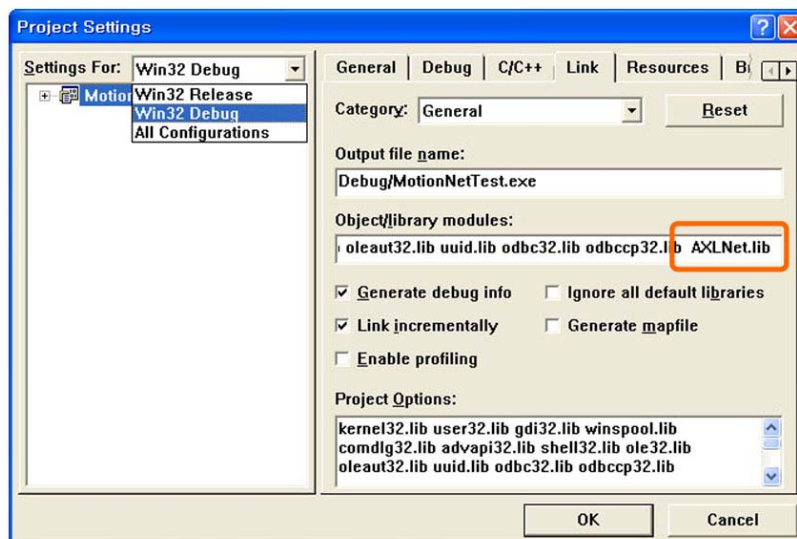 Project Settings
Settings For: Win32 Debug
Motion
Win32 Release
Win32 Debug
All Configurations
General Debug C/C++ Link Resources
Category: General Reset
Output file name:
Debug/MotionNetTest.exe
Object/library modules:
oleaut32.lib uuid.lib odbc32.lib odbccp32.lib AXLNet.lib
Generate debug info Ignore all default libraries
Link incrementally Generate mapfile
Enable profiling
Project Options:
kernel32.lib user32.lib gdi32.lib winspool.lib
comdlg32.lib advapi32.lib shell32.lib ole32.lib
oleaut32.lib uuid.lib odbc32.lib odbccp32.lib
OK Cancel